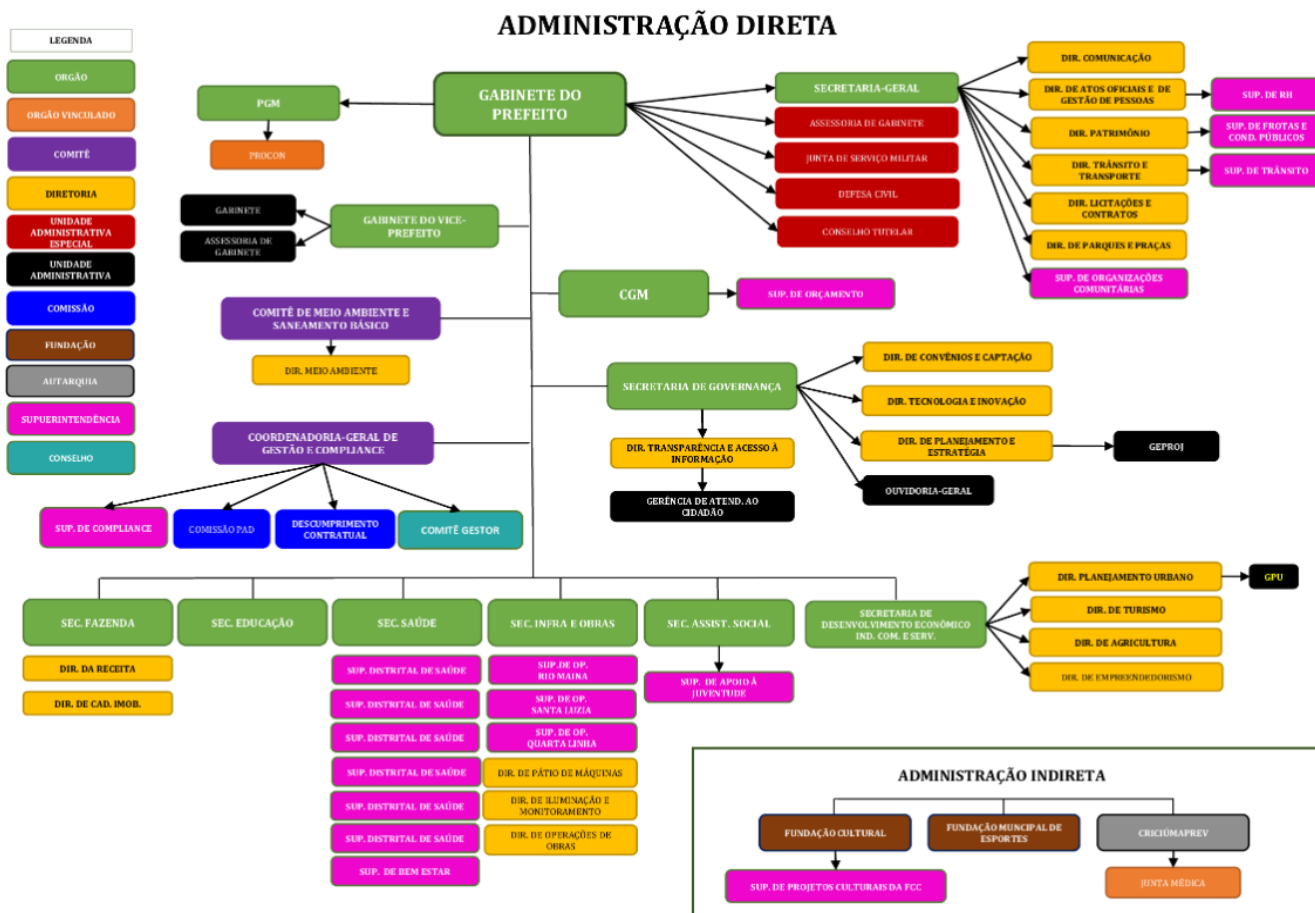 ADMINISTRAÇÃO DIRETA
LEGENDA
ORGÃO
ORGÃO VINCULADO
COMITÊ
DIRETORIA
UNIDADE
ADMINISTRATIVA
ESPECIAL
UNIDADE
ADMINISTRATIVA
COMISSÃO
FUNDAÇÃO
AUTARQUIA
SUPUERINTENDÊNCIA
CONSELHO
GABINETE DO
PREFEITO
PGM
PROCON
GABINETE DO VICE-
PREFEITO
GABINETE
ASSESSORIA DE
GABINETE
SECRETARIA-GERAL
ASSESSORIA DE GABINETE
JUNTA DE SERVIÇO MILITAR
DEFESA CIVIL
CONSELHO TUTELAR
DIR. COMUNICAÇÃO
DIR. DE ATOS OFICIAIS E DE
GESTÃO DE PESSOAS
SUP. DE RH
DIR. PATRIMÔNIO
SUP. DE FROTAS E
COND. PÚBLICOS
DIR. TRÂNSITO E
TRANSPORTE
SUP. DE TRÂNSITO
DIR. LICITAÇÕES E
CONTRATOS
DIR. DE PARQUES E PRAÇAS
SUP. DE ORGANIZAÇÕES
COMUNITÁRIAS
CGM
SUP. DE ORÇAMENTO
COMITÊ DE MEIO AMBIENTE E
SANEAMENTO BÁSICO
DIR. MEIO AMBIENTE
SECRETARIA DE GOVERNANÇA
DIR. TRANSPARÊNCIA E ACESSO À
INFORMAÇÃO
GERÊNCIA DE ATEND. AO
CIDADÃO
DIR. DE CONVÊNIOS E CAPTAÇÃO
DIR. TECNOLOGIA E INOVAÇÃO
DIR. DE PLANEJAMENTO E
ESTRATÉGIA
GEPROJ
OUVIDORIA-GERAL
COORDENADORIA-GERAL DE
GESTÃO E COMPLIANCE
SUP. DE COMPLIANCE
COMISSÃO PAD
DESCUMPRIMENTO
CONTRATUAL
COMITÊ GESTOR
SEC. FAZENDA
DIR. DA RECEITA
DIR. DE CAD. IMOB.
SEC. EDUCAÇÃO
SEC. SAÚDE
SUP. DISTRITAL DE SAÚDE
SUP. DISTRITAL DE SAÚDE
SUP. DISTRITAL DE SAÚDE
SUP. DISTRITAL DE SAÚDE
SUP. DISTRITAL DE SAÚDE
SUP. DISTRITAL DE SAÚDE
SUP. DE BEM ESTAR
SEC. INFRA E OBRAS
SUP.DE OP.
RIO MAINA
SUP. DE OP.
SANTA LUZIA
SUP. DE OP.
QUARTA LINHA
DIR. DE PÁTIO DE MÁQUINAS
DIR. DE ILUMINAÇÃO E
MONITORAMENTO
DIR. DE OPERAÇÕES DE
OBRAS
SEC. ASSIST. SOCIAL
SUP. DE APOIO À
JUVENTUDE
SECRETARIA DE
DESENVOLVIMENTO ECONÔMICO
IND. COM. E SERV.
DIR. PLANEJAMENTO URBANO
GPU
DIR. DE TURISMO
DIR. DE AGRICULTURA
DIR. DE EMPREENDEDORISMO
ADMINISTRAÇÃO INDIRETA
FUNDAÇÃO CULTURAL
SUP. DE PROJETOS CULTURAIS DA FCC
FUNDAÇÃO MUNCIPAL DE
ESPORTES
CRICIÚMAPREV
JUNTA MÉDICA